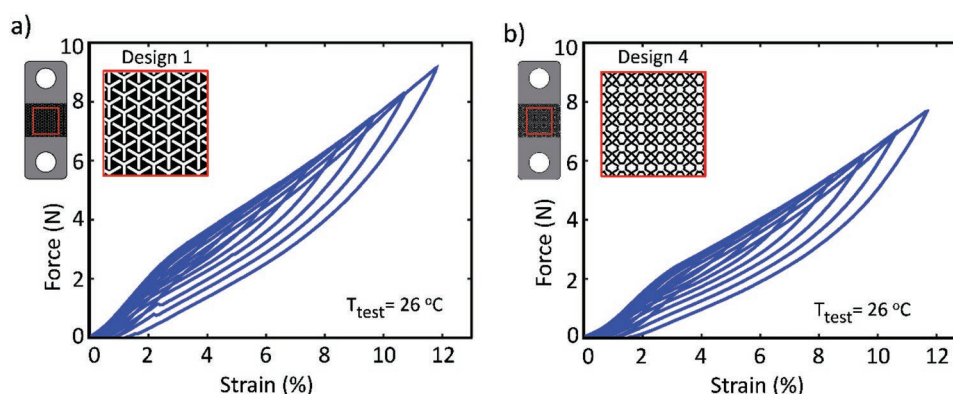 a)
Design 1
Force (N)
10
8
6
4
2
0
T_test= 26 °C
0 2 4 6 8 10 12
Strain (%)
b)
Design 4
Force (N)
10
8
6
4
2
0
T_test= 26 °C
0 2 4 6 8 10 12
Strain (%)